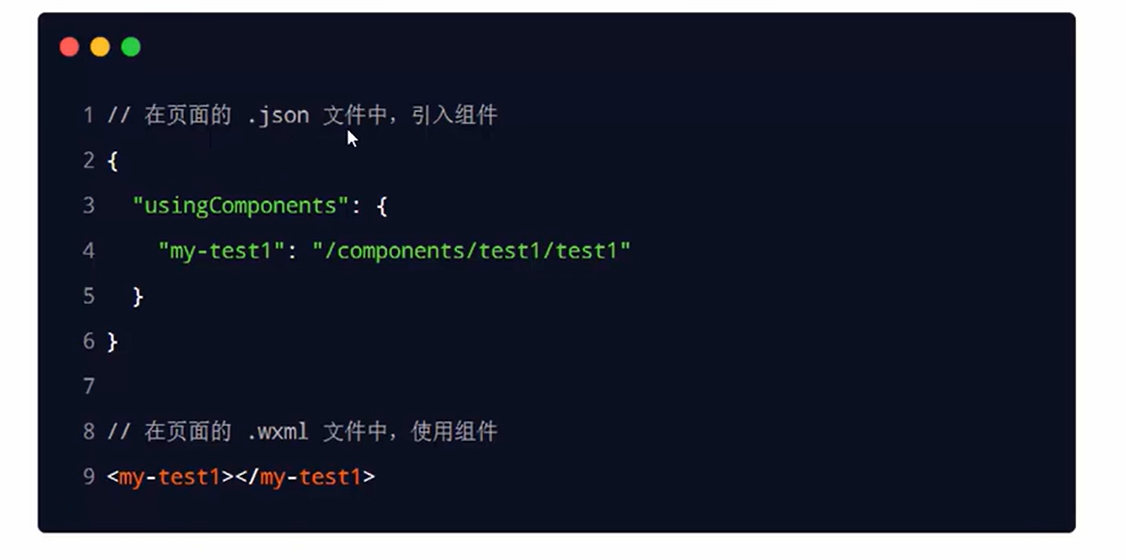 1 // 在页面的 .json 文件中，引入组件
2 {
3   "usingComponents": {
4     "my-test1": "/components/test1/test1"
5   }
6 }
7
8 // 在页面的 .wxml 文件中，使用组件
9 <my-test1></my-test1>